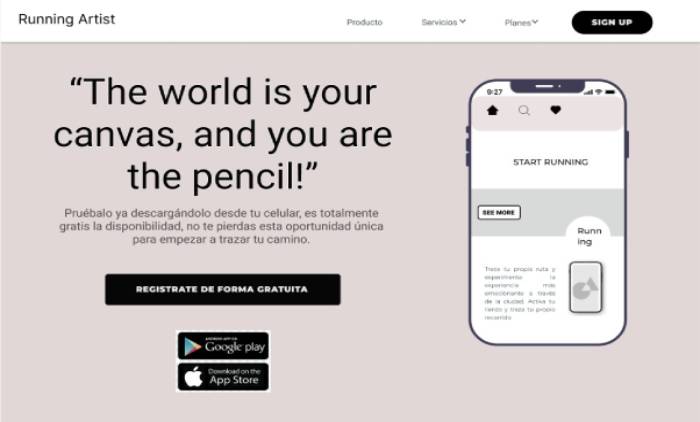 Running Artist
Producto
Servicios
Planes
SIGN UP
“The world is your
canvas, and you are
the pencil!”
Pruébalo ya descargándolo desde tu celular, es totalmente
gratis la disponibilidad, no te pierdas esta oportunidad única
para empezar a trazar tu camino.
REGISTRATE DE FORMA GRATUITA
ANDROID APP ON
Google play
Download on the
App Store
9:27
START RUNNING
SEE MORE
Runn
ing
Traza tu propia ruta y
experimenta la
experiencia más
emocionante a través
de la ciudad. Activa tu
lienzo y traza tu propio
recorrido